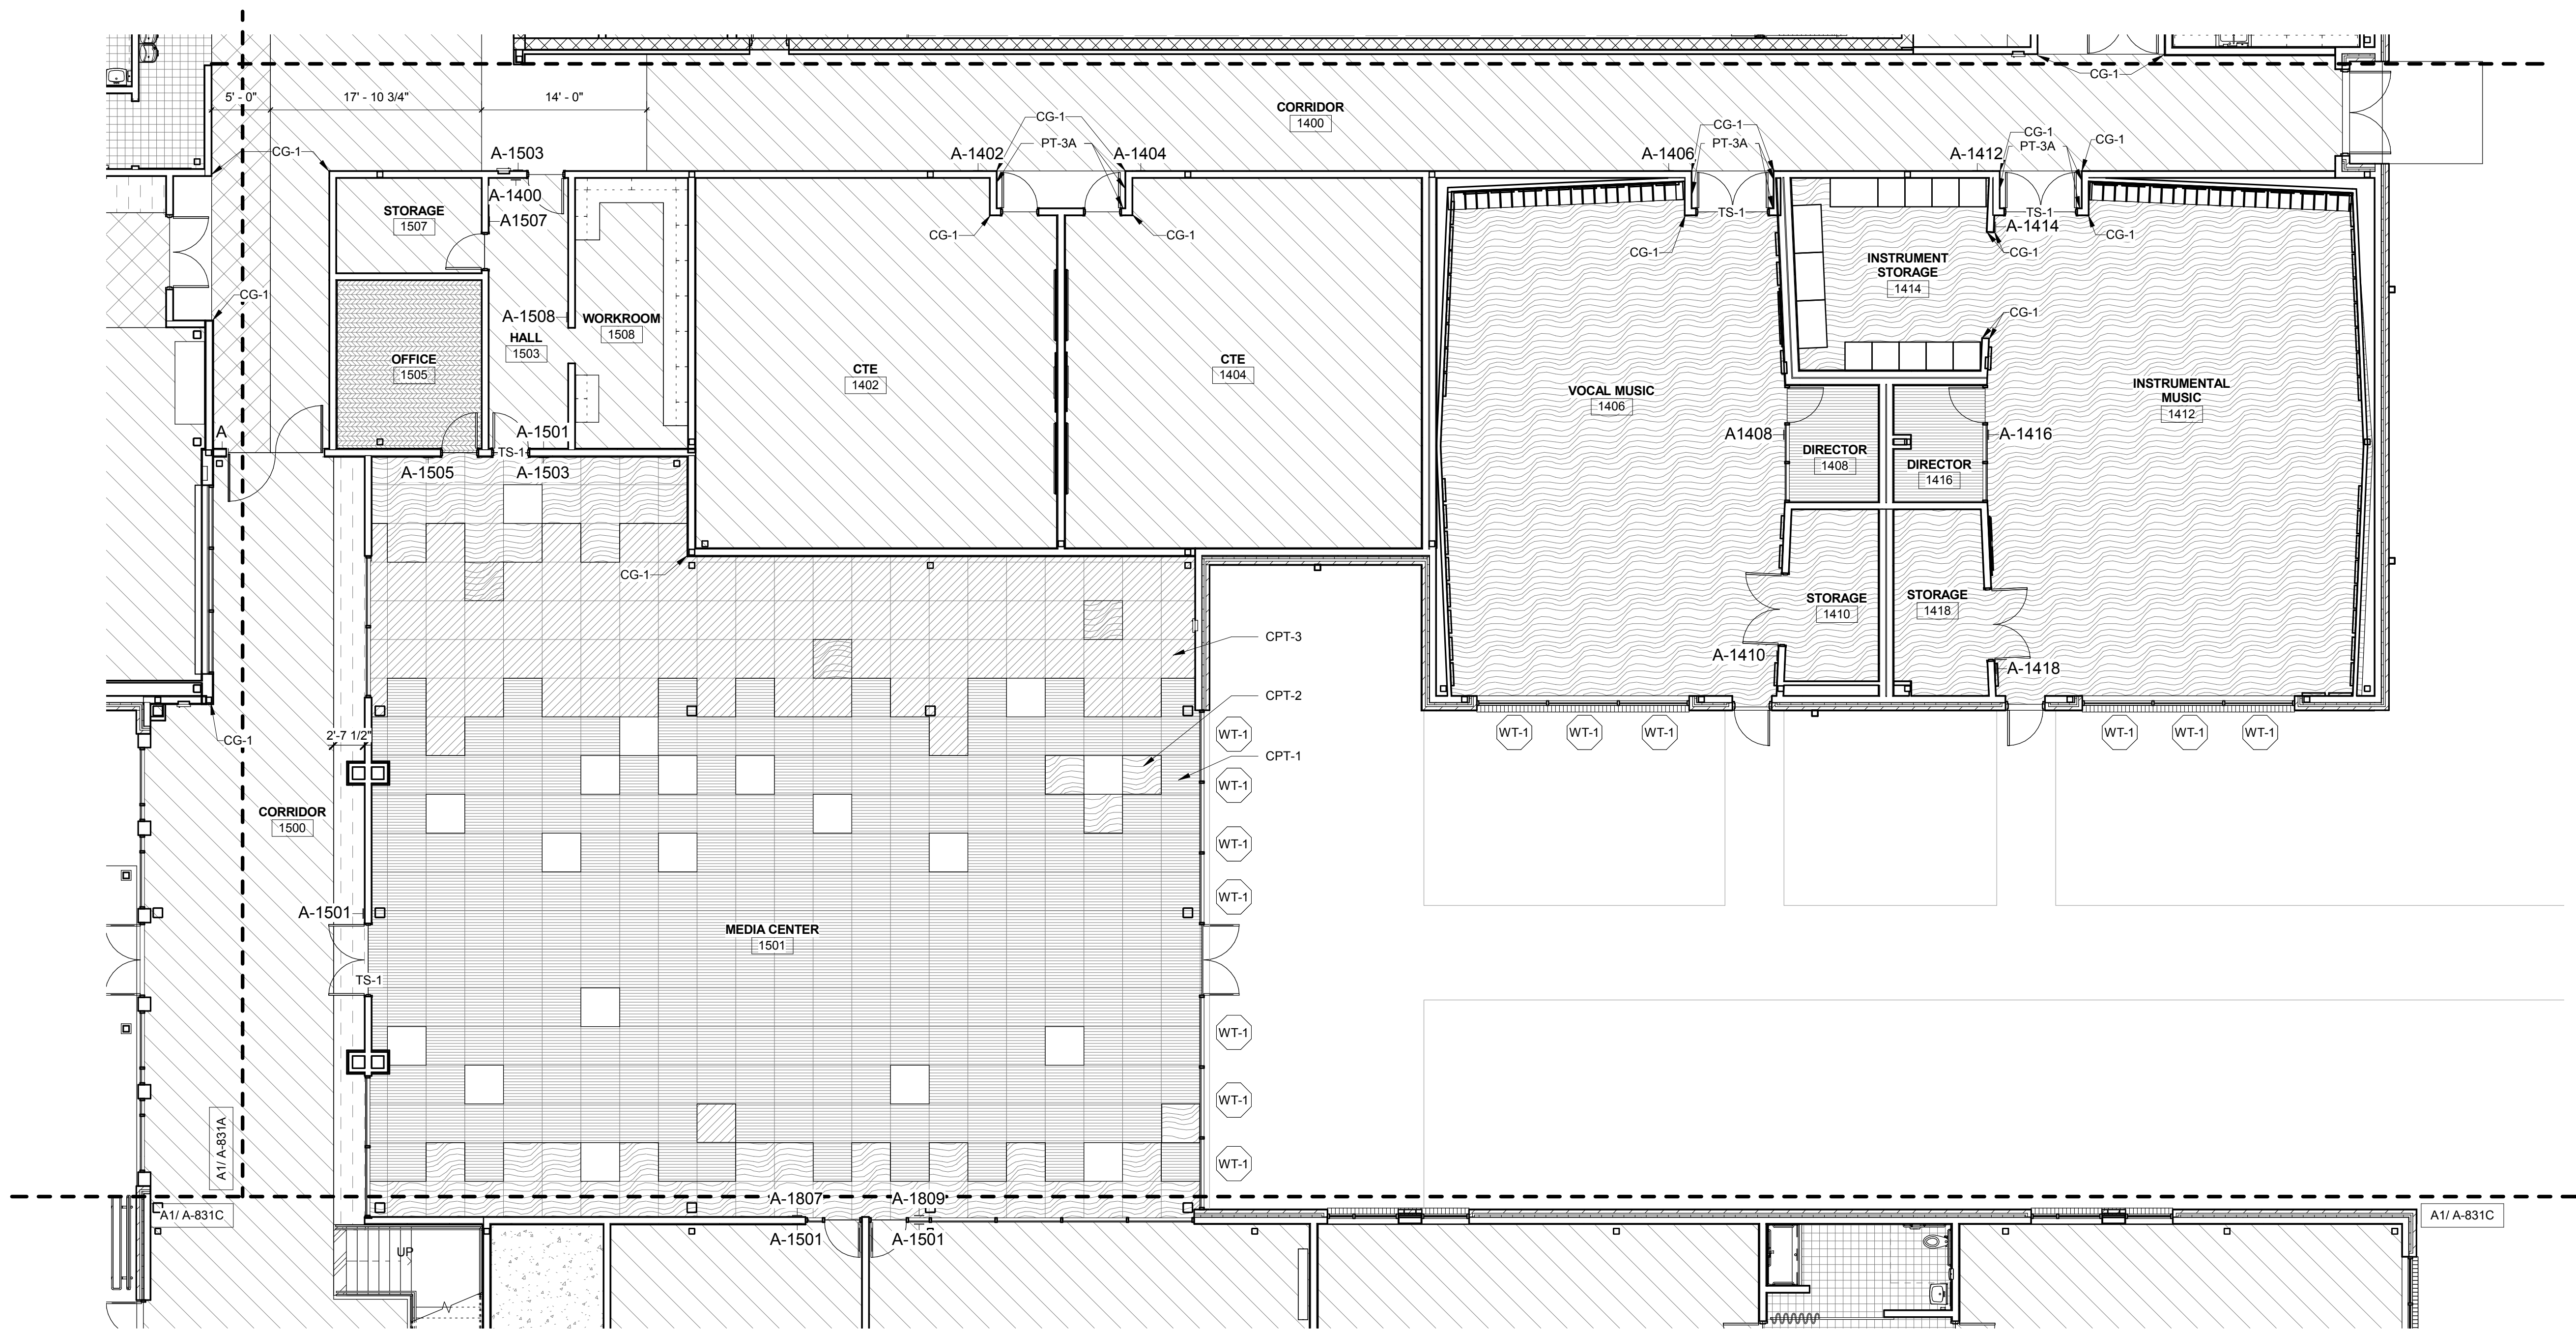 CG-1
5' - 0"
17' - 10 3/4"
14' - 0"
CORRIDOR
1400
CG-1
PT-3A
CG-1
PT-3A
CG-1
PT-3A
CG-1
CG-1
A-1503
A-1402
A-1404
A-1406
A-1412
A-1400
STORAGE
1507
A1507
TS-1
TS-1
A-1414
CG-1
CG-1
CG-1
CG-1
CG-1
INSTRUMENT
STORAGE
1414
CG-1
CG-1
A-1508
WORKROOM
1508
HALL
1503
OFFICE
1505
CTE
1402
CTE
1404
VOCAL MUSIC
1406
INSTRUMENTAL
MUSIC
1412
A
A-1501
TS-1
A-1505
A-1503
A1408
A-1416
DIRECTOR
1408
DIRECTOR
1416
CG-1
STORAGE
1410
STORAGE
1418
CPT-3
A-1410
A-1418
CPT-2
CG-1
2'-7 1/2"
WT-1
CPT-1
WT-1
WT-1
WT-1
WT-1
WT-1
WT-1
WT-1
CORRIDOR
1500
WT-1
WT-1
A-1501
MEDIA CENTER
1501
TS-1
WT-1
WT-1
WT-1
A1/ A-831A
A-1807
A-1809
A1/ A-831C
A1/ A-831C
A-1501
A-1501
UP